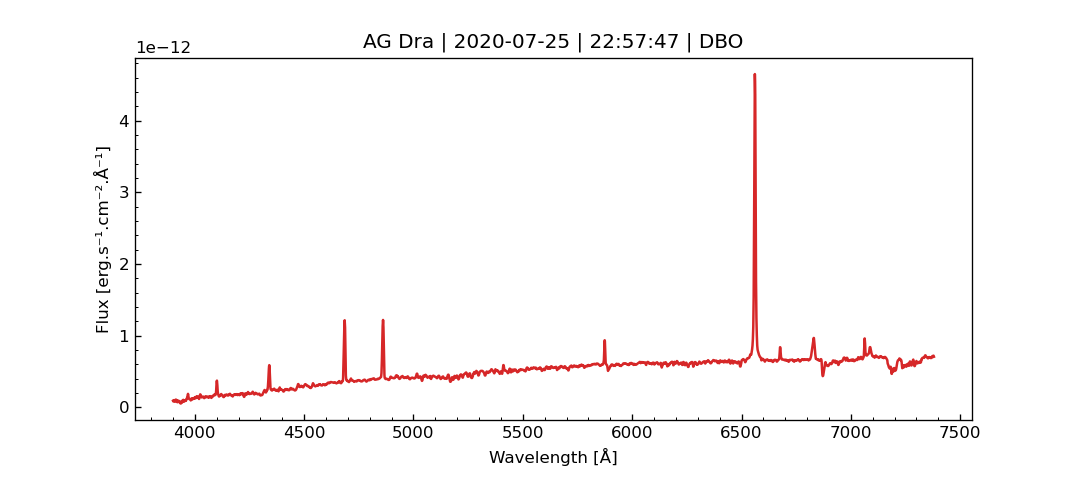 AG Dra | 2020-07-25 | 22:57:47 | DBO
1e−12
4
3
2
1
0
Flux [erg.s⁻¹.cm⁻².Å⁻¹]
4000 4500 5000 5500 6000 6500 7000 7500
Wavelength [Å]